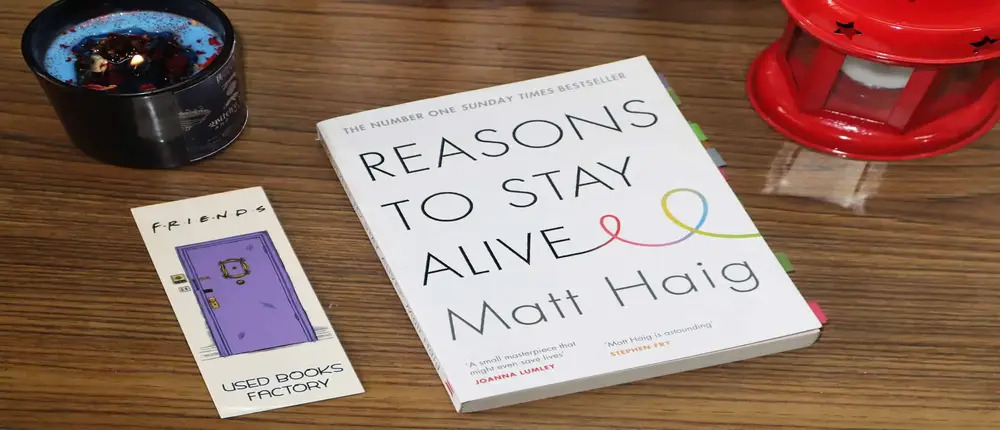 THE NUMBER ONE SUNDAY TIMES BESTSELLER
REASONS
TO STAY
ALIVE
Matt Haig
'A small masterpiece that
might even save lives'
JOANNA LUMLEY
'Matt Haig is astounding'
STEPHEN FRY
F·R·I·E·N·D·S
USED BOOKS
FACTORY